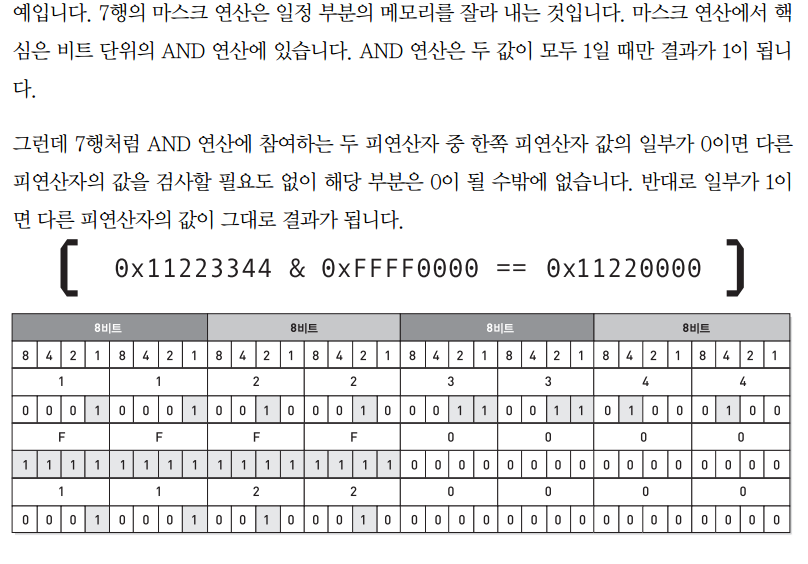 예입니다. 7행의 마스크 연산은 일정 부분의 메모리를 잘라 내는 것입니다. 마스크 연산에서 핵
심은 비트 단위의 AND 연산에 있습니다. AND 연산은 두 값이 모두 1일 때만 결과가 1이 됩니
다.
그런데 7행처럼 AND 연산에 참여하는 두 피연산자 중 한쪽 피연산자 값의 일부가 0이면 다른
피연산자의 값을 검사할 필요도 없이 해당 부분은 0이 될 수밖에 없습니다. 반대로 일부가 1이
면 다른 피연산자의 값이 그대로 결과가 됩니다.
0x11223344 & 0xFFFF0000 == 0x11220000
8비트 8비트 8비트 8비트
8 4 2 1 8 4 2 1 8 4 2 1 8 4 2 1 8 4 2 1 8 4 2 1 8 4 2 1 8 4 2 1
1 1 2 2 3 3 4 4
0 0 0 1 0 0 0 1 0 0 1 0 0 0 1 0 0 0 1 1 0 0 1 1 0 1 0 0 0 1 0 0
F F F F 0 0 0 0
1 1 1 1 1 1 1 1 1 1 1 1 1 1 1 1 0 0 0 0 0 0 0 0 0 0 0 0 0 0 0 0
1 1 2 2 0 0 0 0
0 0 0 1 0 0 0 1 0 0 1 0 0 0 1 0 0 0 0 0 0 0 0 0 0 0 0 0 0 0 0 0